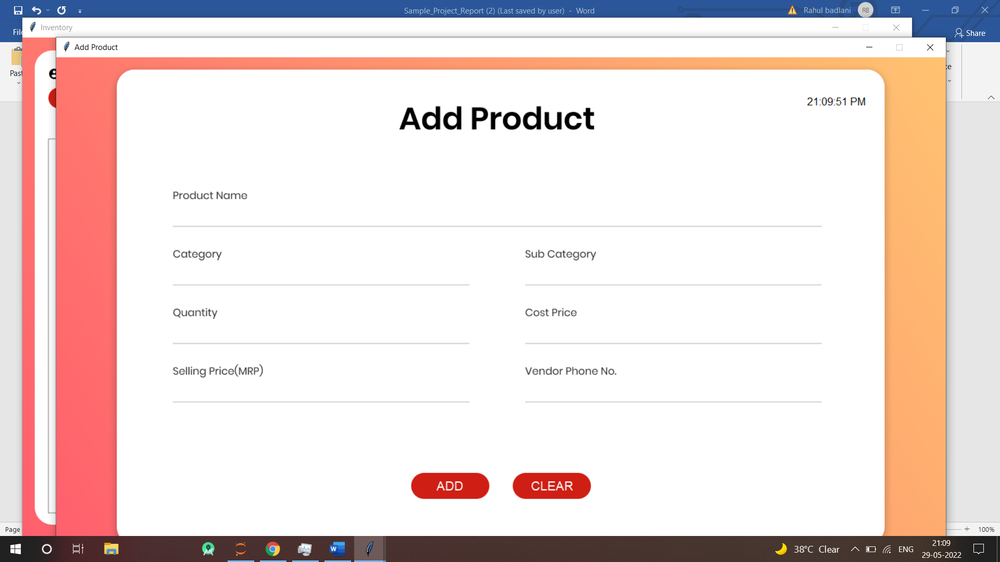 Sample_Project_Report (2) (Last saved by user) - Word
Rahul badlani
RB
Inventory
Share
Add Product
21:09:51 PM
Add Product
Product Name
Category
Sub Category
Quantity
Cost Price
Selling Price(MRP)
Vendor Phone No.
ADD
CLEAR
Page
100%
W
38°C Clear
ENG
21:09
29-05-2022